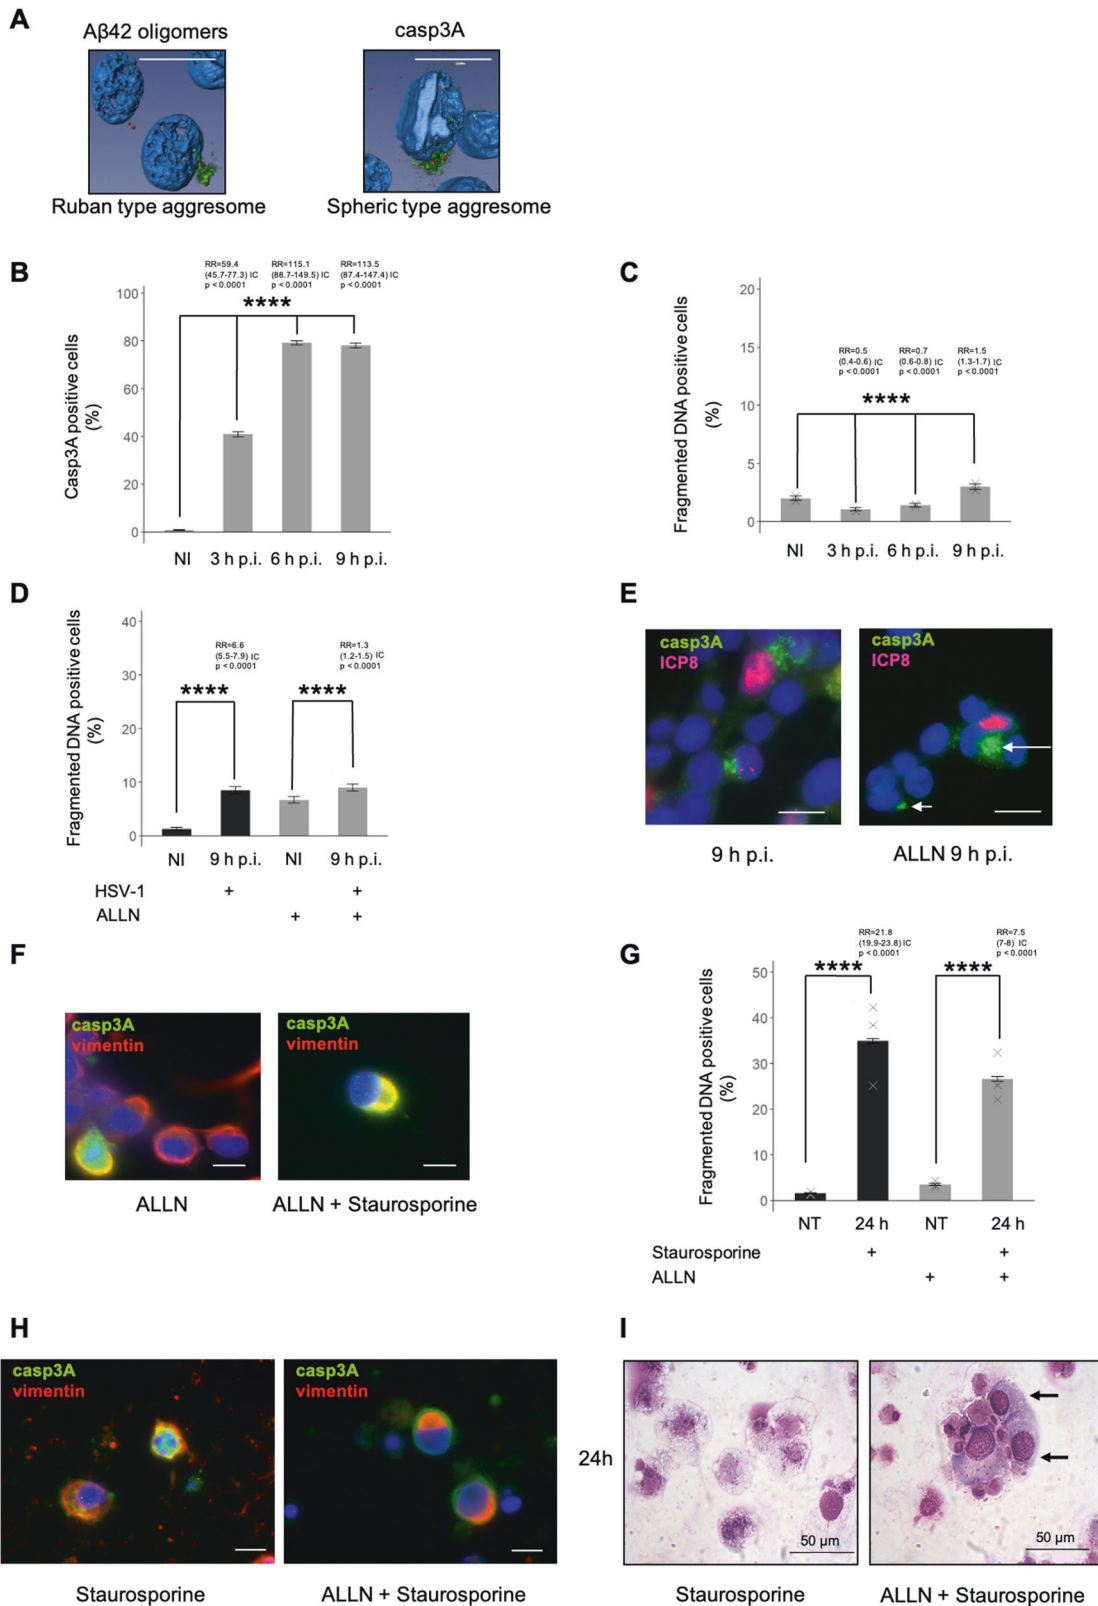 A
Aβ42 oligomers
casp3A
Ruban type aggresome
Spheric type aggresome
B
RR=59.4
(45.7-77.3) IC
p < 0.0001
RR=115.1
(88.7-149.5) IC
p < 0.0001
RR=113.5
(87.4-147.4) IC
p < 0.0001
****
Casp3A positive cells
(%)
100
80
60
40
20
0
NI
3 h p.i.
6 h p.i.
9 h p.i.
C
RR=0.5
(0.4-0.6) IC
p < 0.0001
RR=0.7
(0.6-0.8) IC
p < 0.0001
RR=1.5
(1.3-1.7) IC
p < 0.0001
****
Fragmented DNA positive cells
(%)
20
15
10
5
0
NI
3 h p.i.
6 h p.i.
9 h p.i.
D
RR=6.6
(5.5-7.9) IC
p < 0.0001
RR=1.3
(1.2-1.5) IC
p < 0.0001
****
****
Fragmented DNA positive cells
(%)
40
30
20
10
0
NI
9 h p.i.
NI
9 h p.i.
HSV-1
+
+
ALLN
+
+
E
casp3A
ICP8
casp3A
ICP8
9 h p.i.
ALLN 9 h p.i.
F
casp3A
vimentin
casp3A
vimentin
ALLN
ALLN + Staurosporine
G
RR=21.8
(19.9-23.8) IC
p < 0.0001
RR=7.5
(7-8) IC
p < 0.0001
****
****
Fragmented DNA positive cells
(%)
50
40
30
20
10
0
NT
24 h
NT
24 h
Staurosporine
+
+
ALLN
+
+
H
casp3A
vimentin
casp3A
vimentin
Staurosporine
ALLN + Staurosporine
I
24h
50 µm
50 µm
Staurosporine
ALLN + Staurosporine